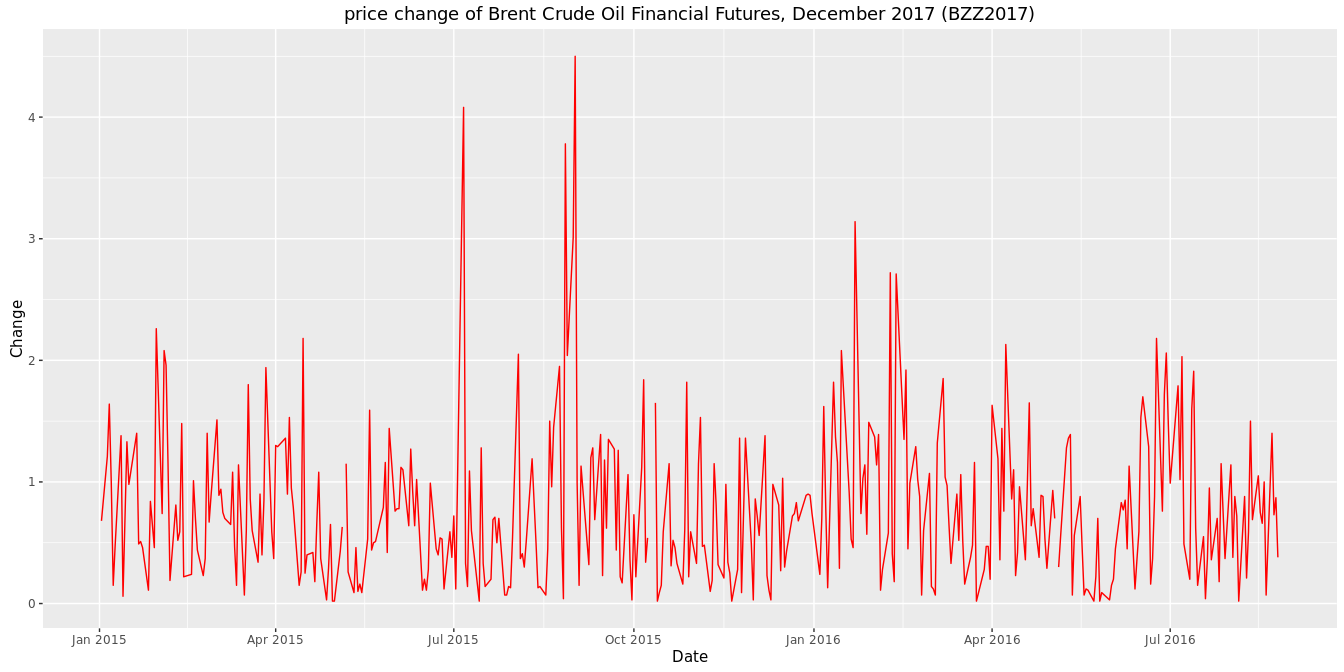 price change of Brent Crude Oil Financial Futures, December 2017 (BZZ2017)
Change
4
3
2
1
0
Jan 2015 Apr 2015 Jul 2015 Oct 2015 Jan 2016 Apr 2016 Jul 2016
Date